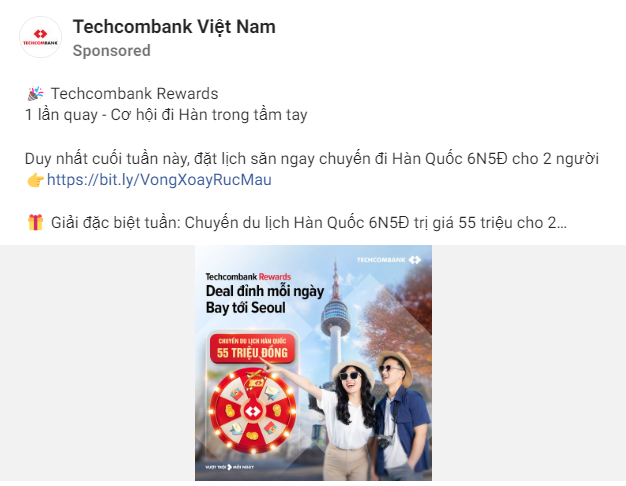 TECHCOMBANK
Techcombank Việt Nam
Sponsored
🎉 Techcombank Rewards
1 lần quay - Cơ hội đi Hàn trong tầm tay
Duy nhất cuối tuần này, đặt lịch săn ngay chuyến đi Hàn Quốc 6N5Đ cho 2 người
👉https://bit.ly/VongXoayRucMau
🎁 Giải đặc biệt tuần: Chuyến du lịch Hàn Quốc 6N5Đ trị giá 55 triệu cho 2...
TECHCOMBANK
Techcombank Rewards
Deal đỉnh mỗi ngày
Bay tới Seoul
CHUYẾN DU LỊCH HÀN QUỐC
55 TRIỆU ĐỒNG
VƯỢT TRỘI MỖI NGÀY